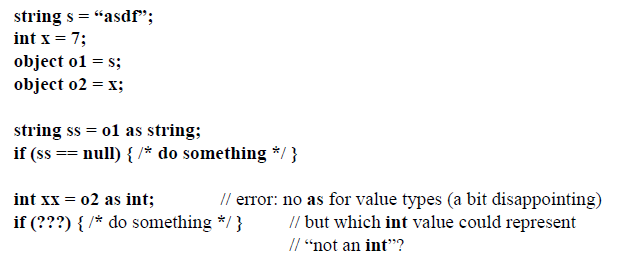 string s = “asdf”;
int x = 7;
object o1 = s;
object o2 = x;
string ss = o1 as string;
if (ss == null) { /* do something */ }
int xx = o2 as int; // error: no as for value types (a bit disappointing)
if (???) { /* do something */ } // but which int value could represent
// “not an int”?